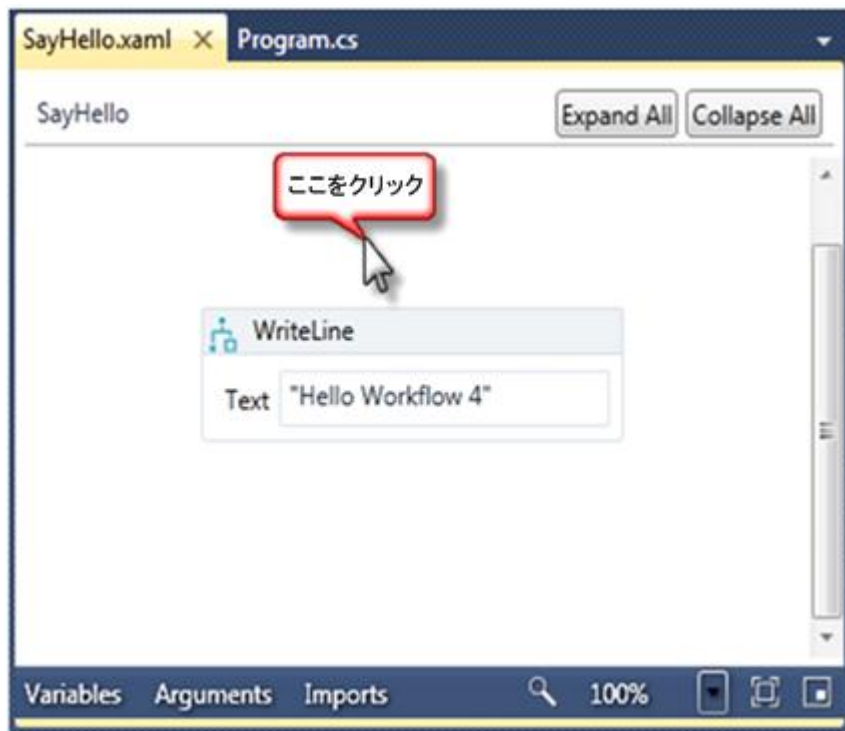 SayHello.xaml × Program.cs
SayHello Expand All Collapse All
ここをクリック
WriteLine
Text "Hello Workflow 4"
Variables Arguments Imports 100%